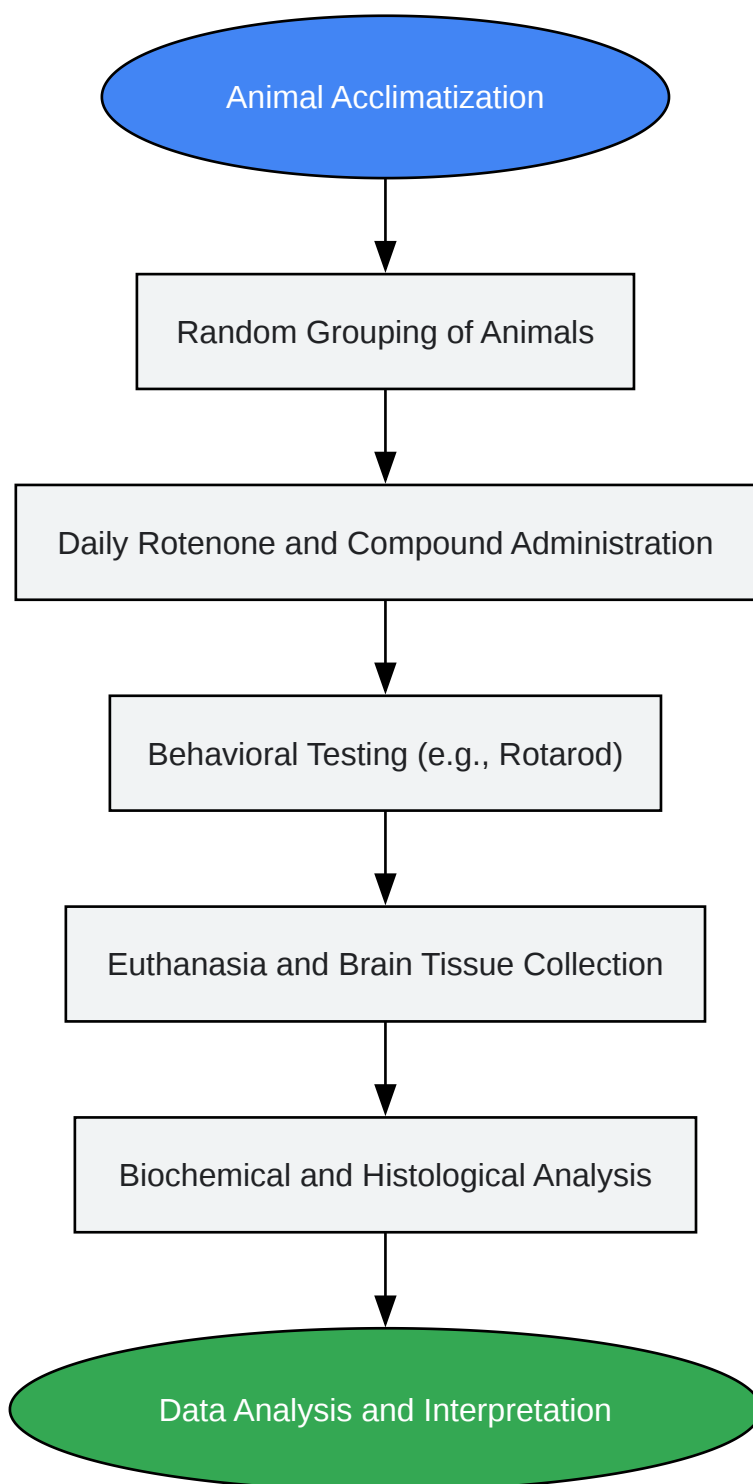 Animal Acclimatization
Random Grouping of Animals
Daily Rotenone and Compound Administration
Behavioral Testing (e.g., Rotarod)
Euthanasia and Brain Tissue Collection
Biochemical and Histological Analysis
Data Analysis and Interpretation